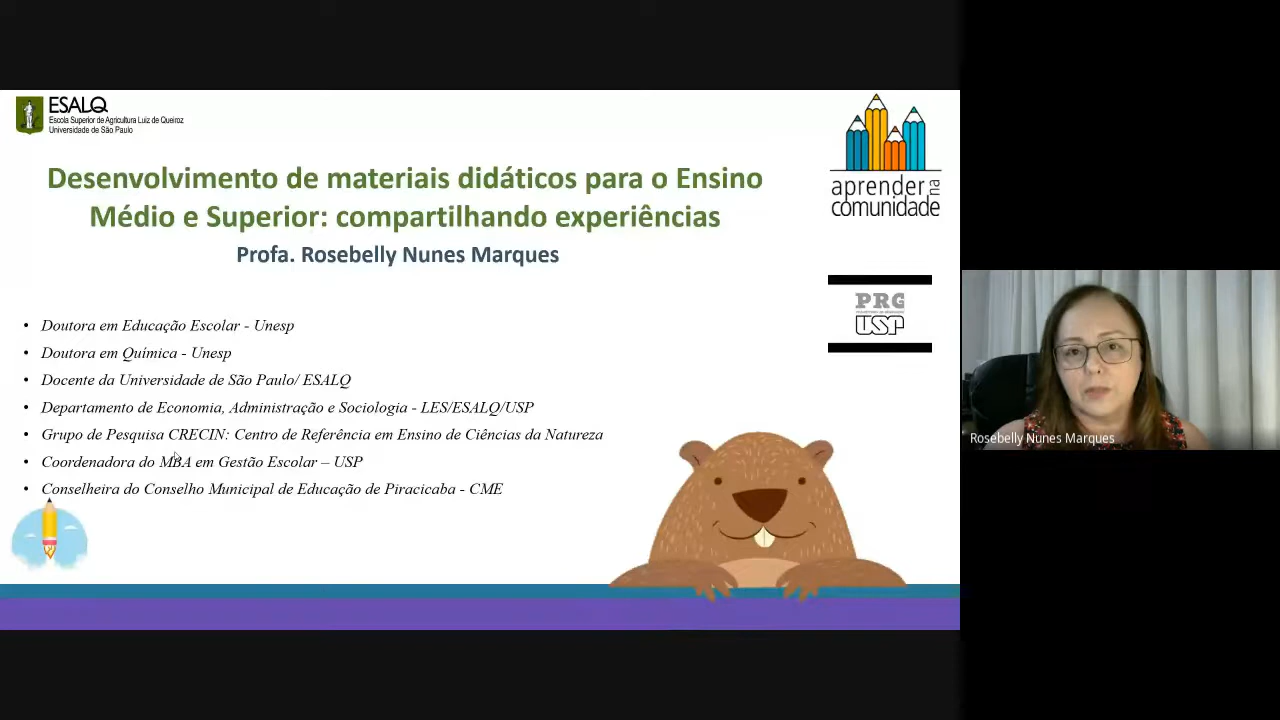 ESALQ
Escola Superior de Agricultura Luiz de Queiroz
Universidade de São Paulo
Desenvolvimento de materiais didáticos para o Ensino
Médio e Superior: compartilhando experiências
Profa. Rosebelly Nunes Marques
aprender na
comunidade
PRG
USP
• Doutora em Educação Escolar - Unesp
• Doutora em Química - Unesp
• Docente da Universidade de São Paulo/ ESALQ
• Departamento de Economia, Administração e Sociologia - LES/ESALQ/USP
• Grupo de Pesquisa CRECIN: Centro de Referência em Ensino de Ciências da Natureza
• Coordenadora do MBA em Gestão Escolar – USP
• Conselheira do Conselho Municipal de Educação de Piracicaba - CME
Rosebelly Nunes Marques